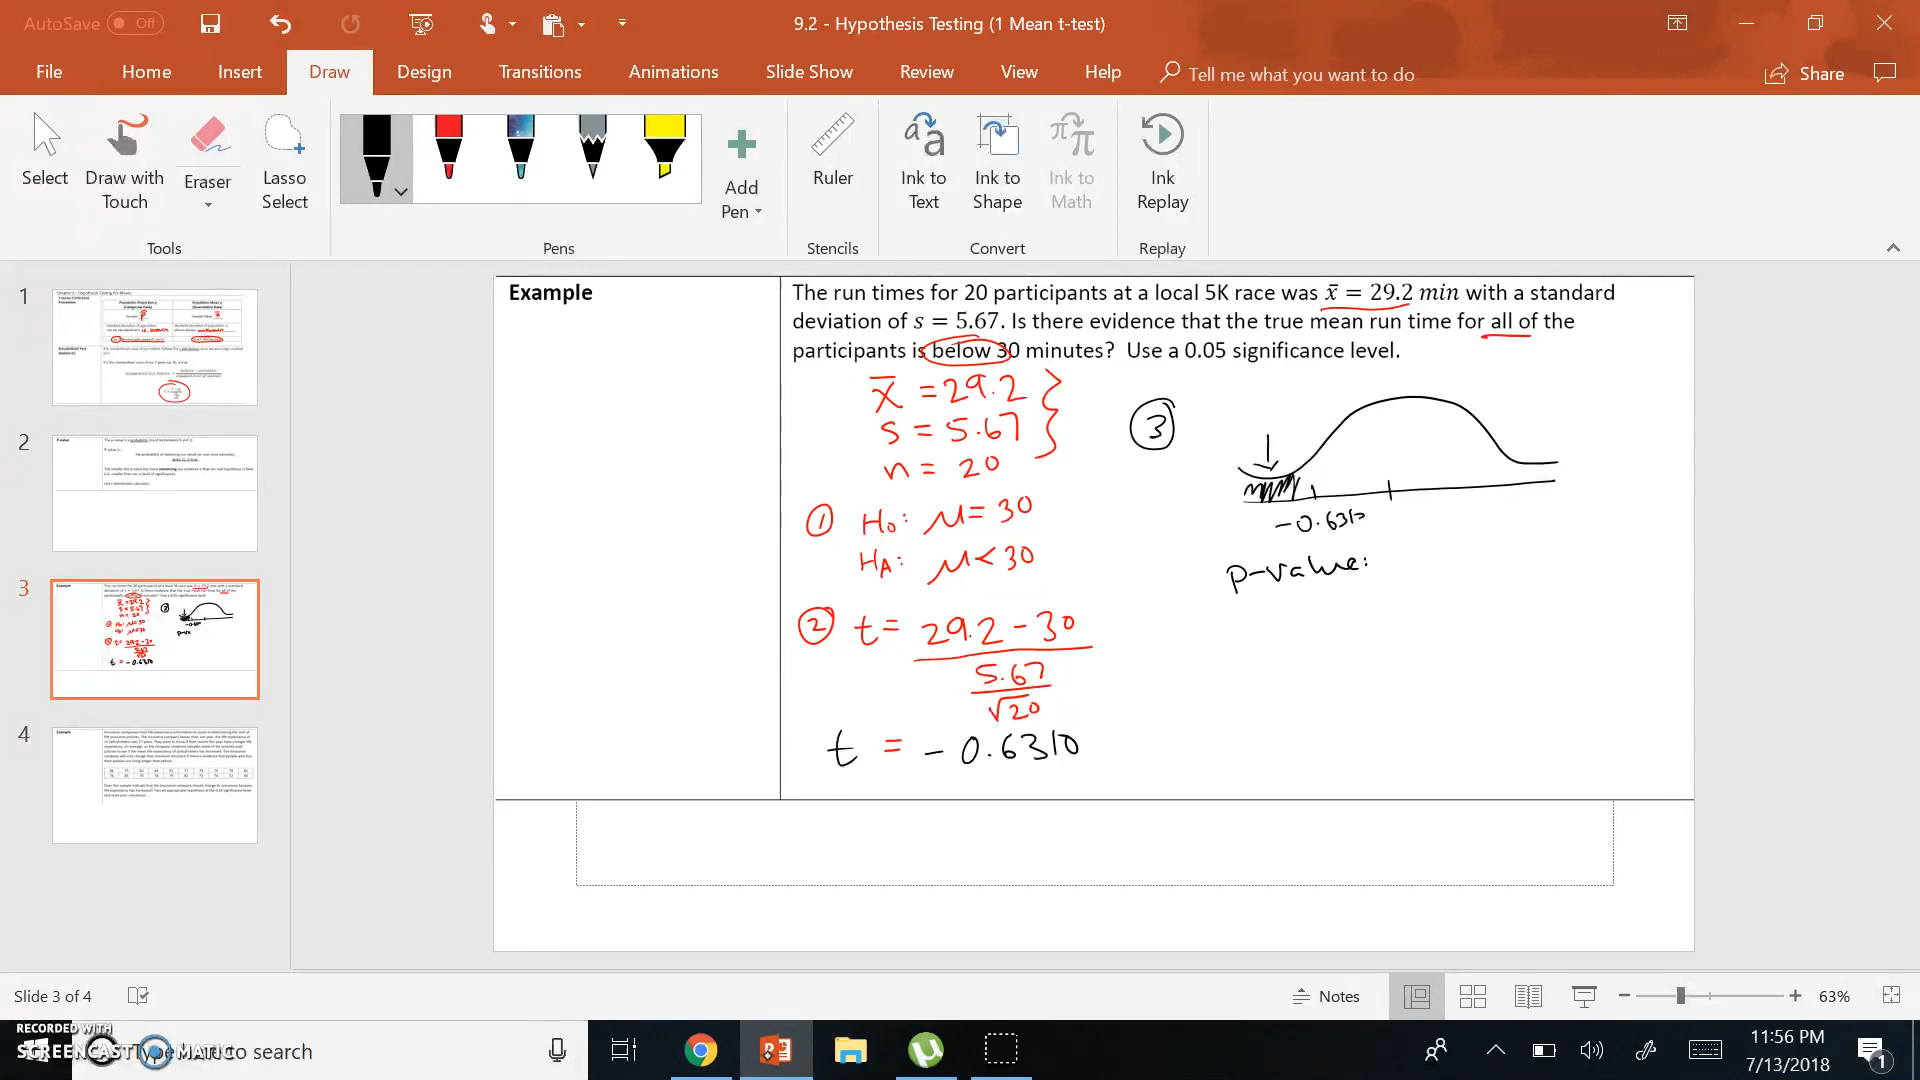 AutoSave Off
9.2 - Hypothesis Testing (1 Mean t-test)
File Home Insert Draw Design Transitions Animations Slide Show Review View Help Tell me what you want to do Share
Select
Draw with Touch
Eraser
Lasso Select
Add Pen
Ruler
Ink to Text
Ink to Shape
Ink to Math
Ink Replay
Tools Pens Stencils Convert Replay
1
2
3
4
Example
The run times for 20 participants at a local 5K race was x̄ = 29.2 min with a standard
deviation of s = 5.67. Is there evidence that the true mean run time for all of the
participants is below 30 minutes? Use a 0.05 significance level.
x̄ = 29.2
s = 5.67
n = 20
① H₀: μ = 30
H_A: μ < 30
② t = (29.2 - 30) / (5.67 / √20)
t = -0.6310
③
-0.6310
p-value:
Slide 3 of 4
Notes
63%
RECORDED WITH
SCREENCAST MATIC
Type here to search
11:56 PM
7/13/2018
1